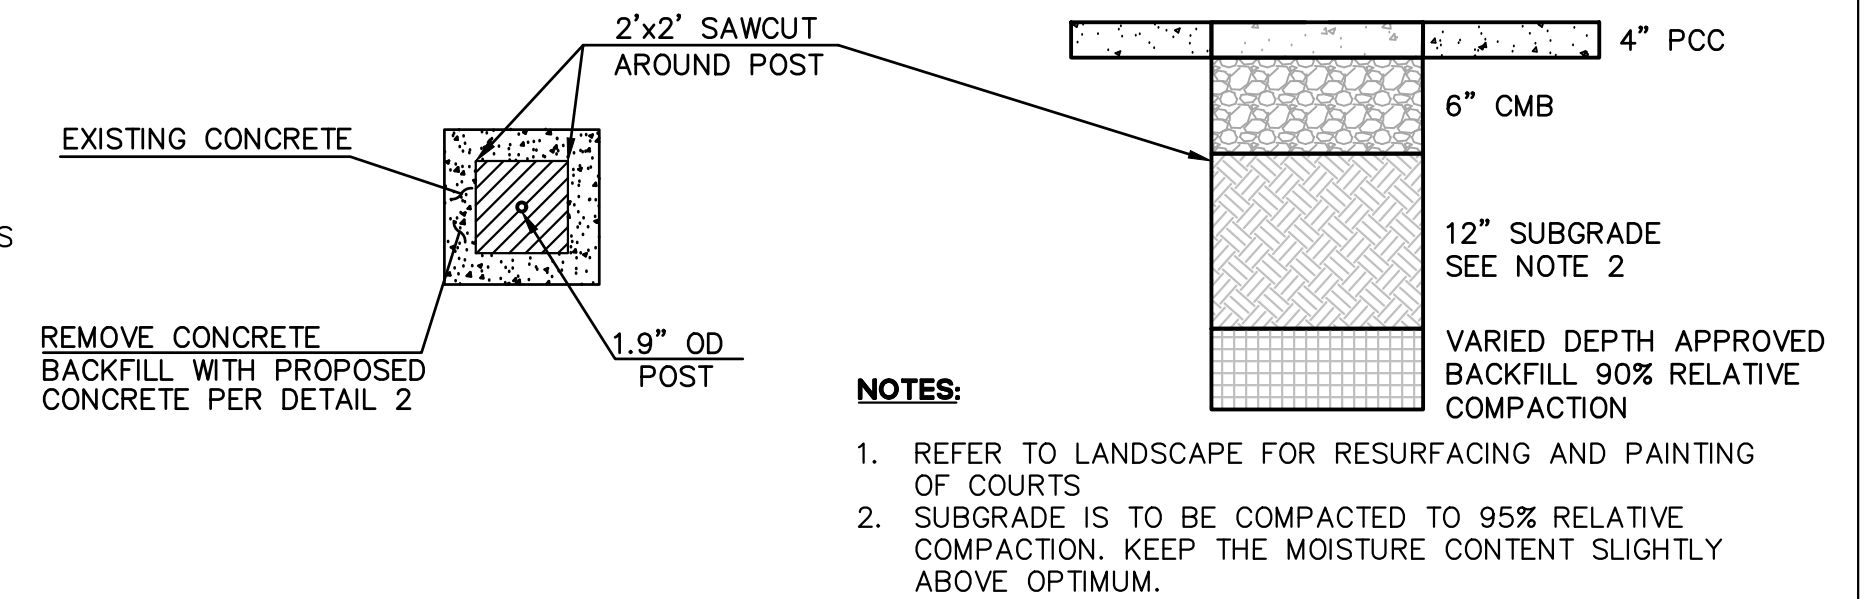 2'x2' SAWCUT
AROUND POST
EXISTING CONCRETE
S
REMOVE CONCRETE
BACKFILL WITH PROPOSED
CONCRETE PER DETAIL 2
1.9” OD
POST
4” PCC
6” CMB
12” SUBGRADE
SEE NOTE 2
VARIED DEPTH APPROVED
BACKFILL 90% RELATIVE
COMPACTION
NOTES:
1. REFER TO LANDSCAPE FOR RESURFACING AND PAINTING
OF COURTS
2. SUBGRADE IS TO BE COMPACTED TO 95% RELATIVE
COMPACTION. KEEP THE MOISTURE CONTENT SLIGHTLY
ABOVE OPTIMUM.